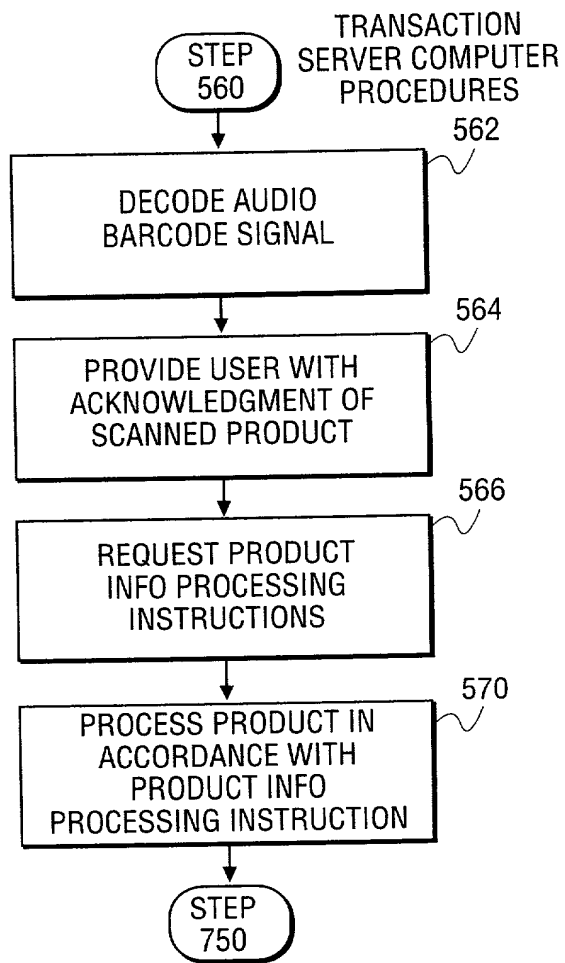 TRANSACTION
SERVER COMPUTER
PROCEDURES
STEP
560
562
DECODE AUDIO
BARCODE SIGNAL
564
PROVIDE USER WITH
ACKNOWLEDGMENT OF
SCANNED PRODUCT
566
REQUEST PRODUCT
INFO PROCESSING
INSTRUCTIONS
570
PROCESS PRODUCT IN
ACCORDANCE WITH
PRODUCT INFO
PROCESSING INSTRUCTION
STEP
750